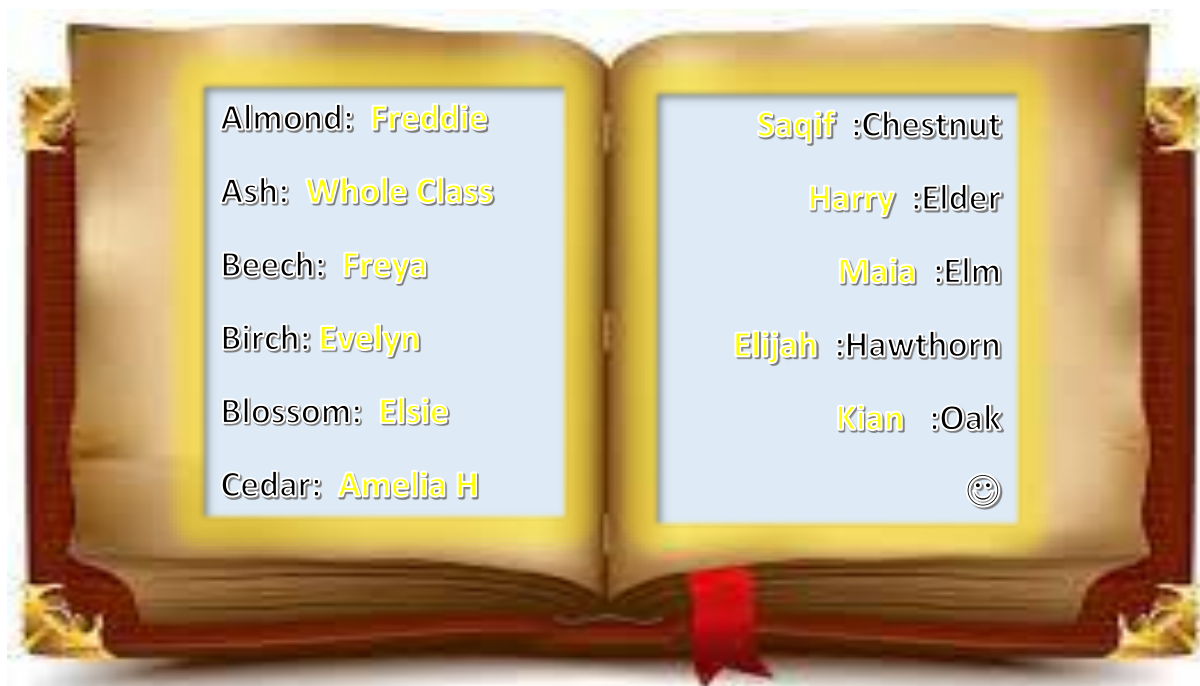 Almond: Freddie
Ash: Whole Class
Beech: Freya
Birch: Evelyn
Blossom: Elsie
Cedar: Amelia H
Saqif :Chestnut
Harry :Elder
Maia :Elm
Elijah :Hawthorn
Kian :Oak
☺